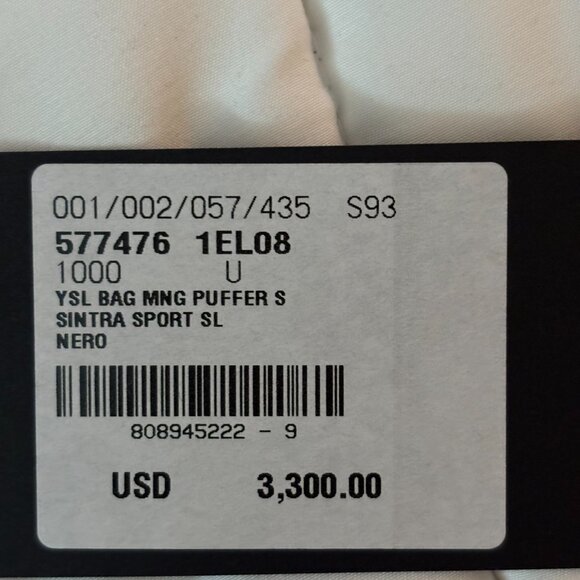 001/002/057/435 S93
577476 1EL08
1000 U
YSL BAG MNG PUFFER S
SINTRA SPORT SL
NERO
808945222 - 9
USD 3,300.00